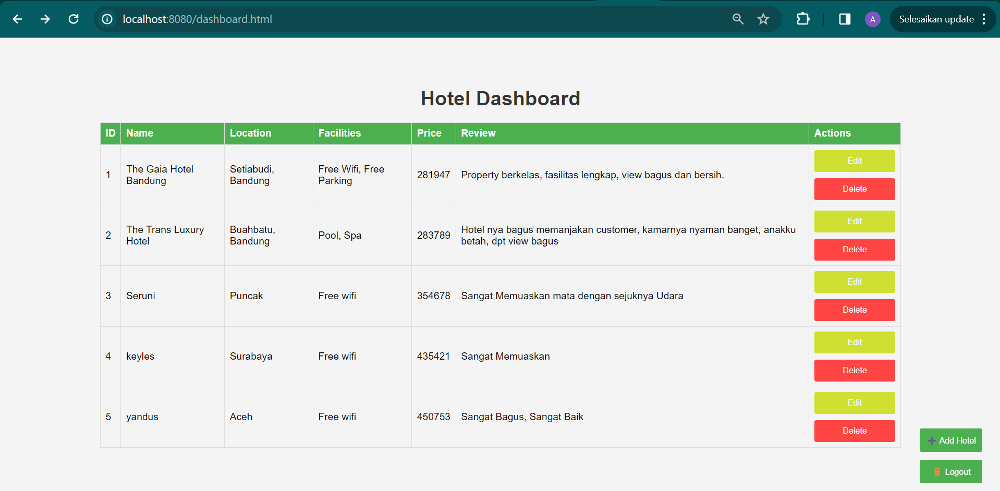 localhost:8080/dashboard.html
A
Selesaikan update
Hotel Dashboard
ID Name Location Facilities Price Review Actions
1 The Gaia Hotel Bandung Setiabudi, Bandung Free Wifi, Free Parking 281947 Property berkelas, fasilitas lengkap, view bagus dan bersih. Edit
Delete
2 The Trans Luxury Hotel Buahbatu, Bandung Pool, Spa 283789 Hotel nya bagus memanjakan customer, kamarnya nyaman banget, anakku betah, dpt view bagus Edit
Delete
3 Seruni Puncak Free wifi 354678 Sangat Memuaskan mata dengan sejuknya Udara Edit
Delete
4 keyles Surabaya Free wifi 435421 Sangat Memuaskan Edit
Delete
5 yandus Aceh Free wifi 450753 Sangat Bagus, Sangat Baik Edit
Delete
Add Hotel
Logout